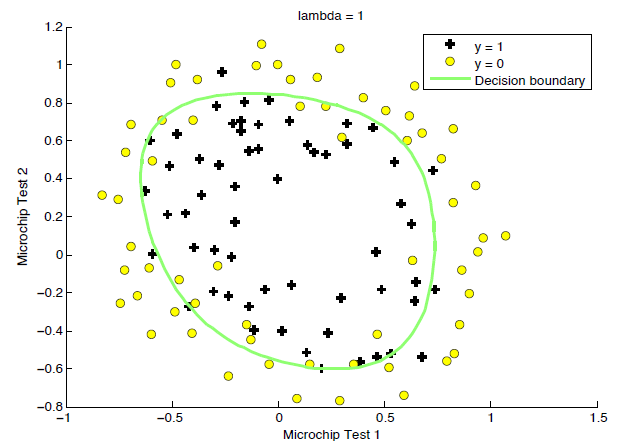 lambda = 1
1.2
1
0.8
0.6
0.4
0.2
0
−0.2
−0.4
−0.6
−0.8
Microchip Test 2
y = 1
y = 0
Decision boundary
−1 −0.5 0 0.5 1 1.5
Microchip Test 1